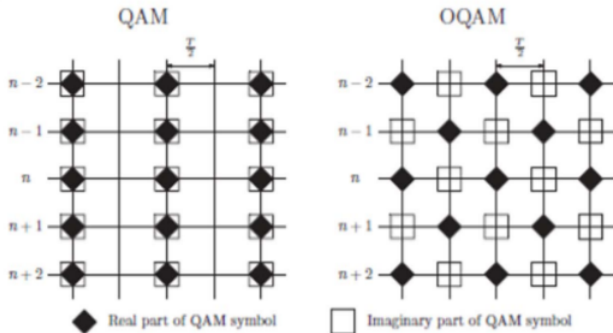 QAM
OQAM
T/2
T/2
n − 2
n − 1
n
n + 1
n + 2
n − 2
n − 1
n
n + 1
n + 2
Real part of QAM symbol
Imaginary part of QAM symbol